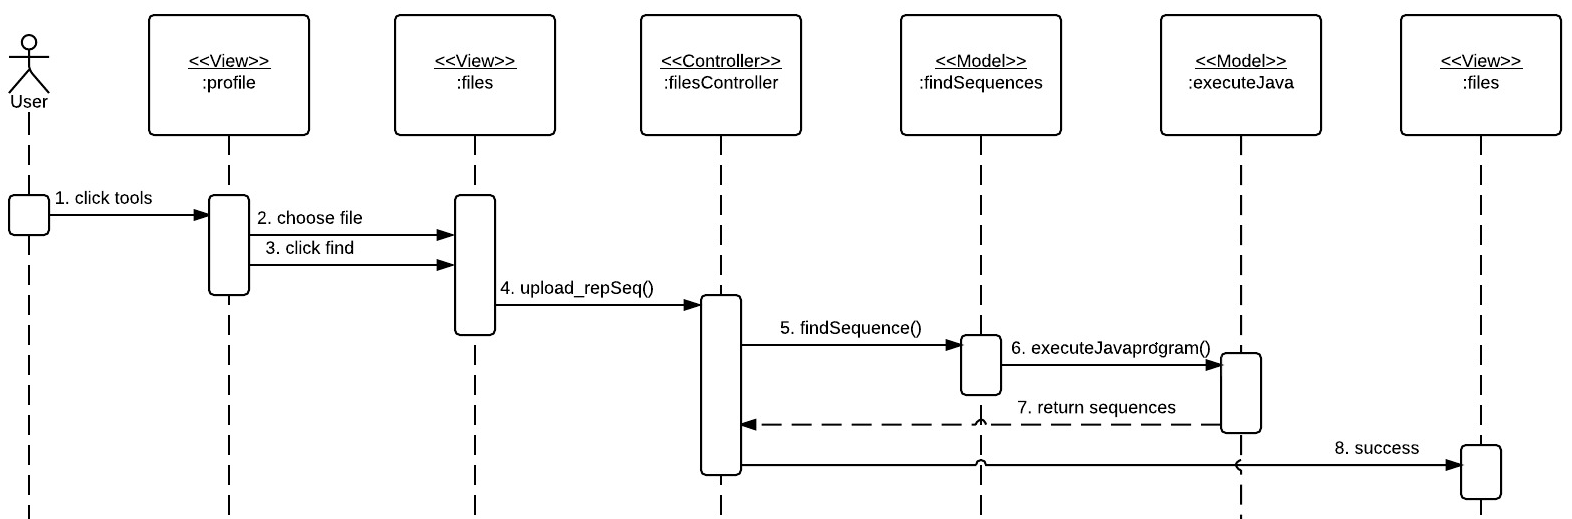 <<View>>
:profile
<<View>>
:files
<<Controller>>
:filesController
<<Model>>
:findSequences
<<Model>>
:executeJava
<<View>>
:files
User
1. click tools
2. choose file
3. click find
4. upload_repSeq()
5. findSequence()
6. executeJavaprogram()
7. return sequences
8. success